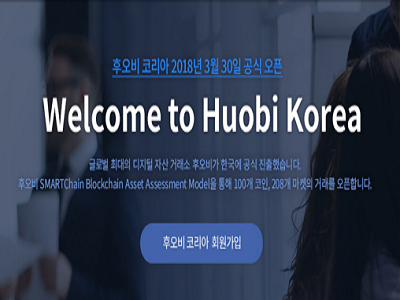 후오비 코리아 2018년 3월 30일 공식 오픈
Welcome to Huobi Korea
글로벌 최대의 디지털 자산 거래소 후오비가 한국에 공식 진출했습니다.
후오비 SMARTChain Blockchain Asset Assessment Model을 통해 100개 코인, 208개 마켓의 거래를 오픈합니다.
후오비 코리아 회원가입